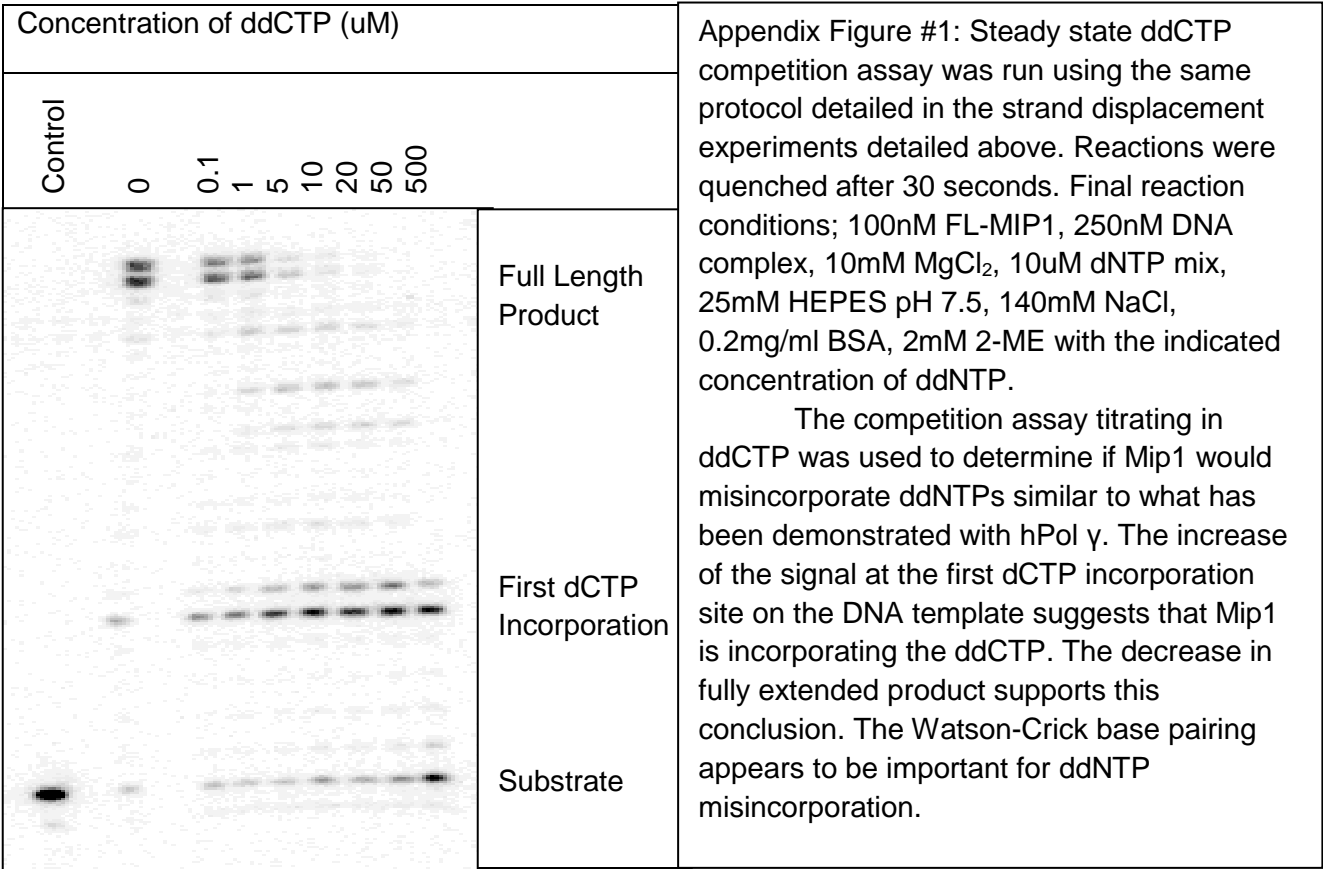 Concentration of ddCTP (uM)
Control
0
0.1
1
5
10
20
50
500
Full Length
Product
First dCTP
Incorporation
Substrate
Appendix Figure #1: Steady state ddCTP
competition assay was run using the same
protocol detailed in the strand displacement
experiments detailed above. Reactions were
quenched after 30 seconds. Final reaction
conditions; 100nM FL-MIP1, 250nM DNA
complex, 10mM MgCl₂, 10uM dNTP mix,
25mM HEPES pH 7.5, 140mM NaCl,
0.2mg/ml BSA, 2mM 2-ME with the indicated
concentration of ddNTP.
The competition assay titrating in
ddCTP was used to determine if Mip1 would
misincorporate ddNTPs similar to what has
been demonstrated with hPol γ. The increase
of the signal at the first dCTP incorporation
site on the DNA template suggests that Mip1
is incorporating the ddCTP. The decrease in
fully extended product supports this
conclusion. The Watson-Crick base pairing
appears to be important for ddNTP
misincorporation.